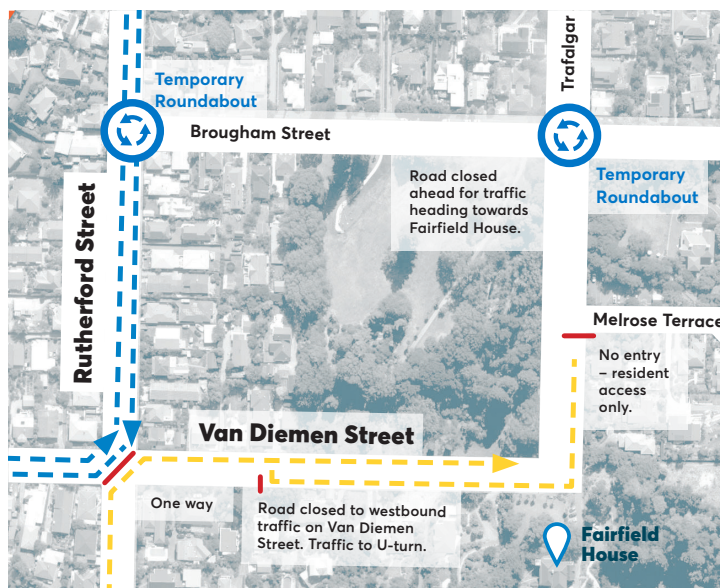 Trafalgar
Temporary
Roundabout
Brougham Street
Road closed
ahead for traffic
heading towards
Fairfield House.
Temporary
Roundabout
Rutherford Street
Melrose Terrace
No entry
– resident
access
only.
Van Diemen Street
One way
Road closed to westbound
traffic on Van Diemen
Street. Traffic to U-turn.
Fairfield
House